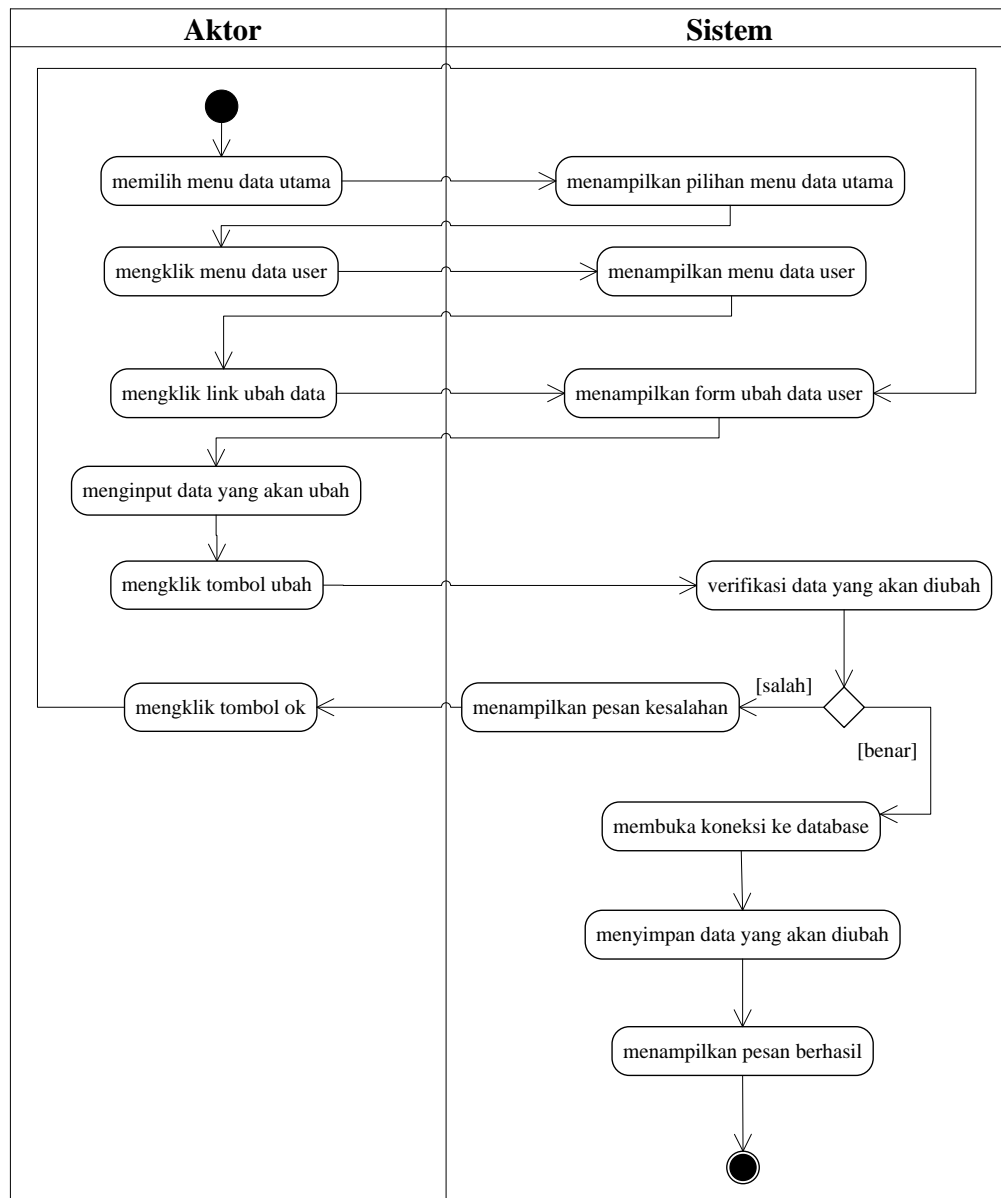 Aktor
Sistem
memilih menu data utama
menampilkan pilihan menu data utama
mengklik menu data user
menampilkan menu data user
mengklik link ubah data
menampilkan form ubah data user
menginput data yang akan ubah
mengklik tombol ubah
verifikasi data yang akan diubah
[salah]
mengklik tombol ok
menampilkan pesan kesalahan
[benar]
membuka koneksi ke database
menyimpan data yang akan diubah
menampilkan pesan berhasil